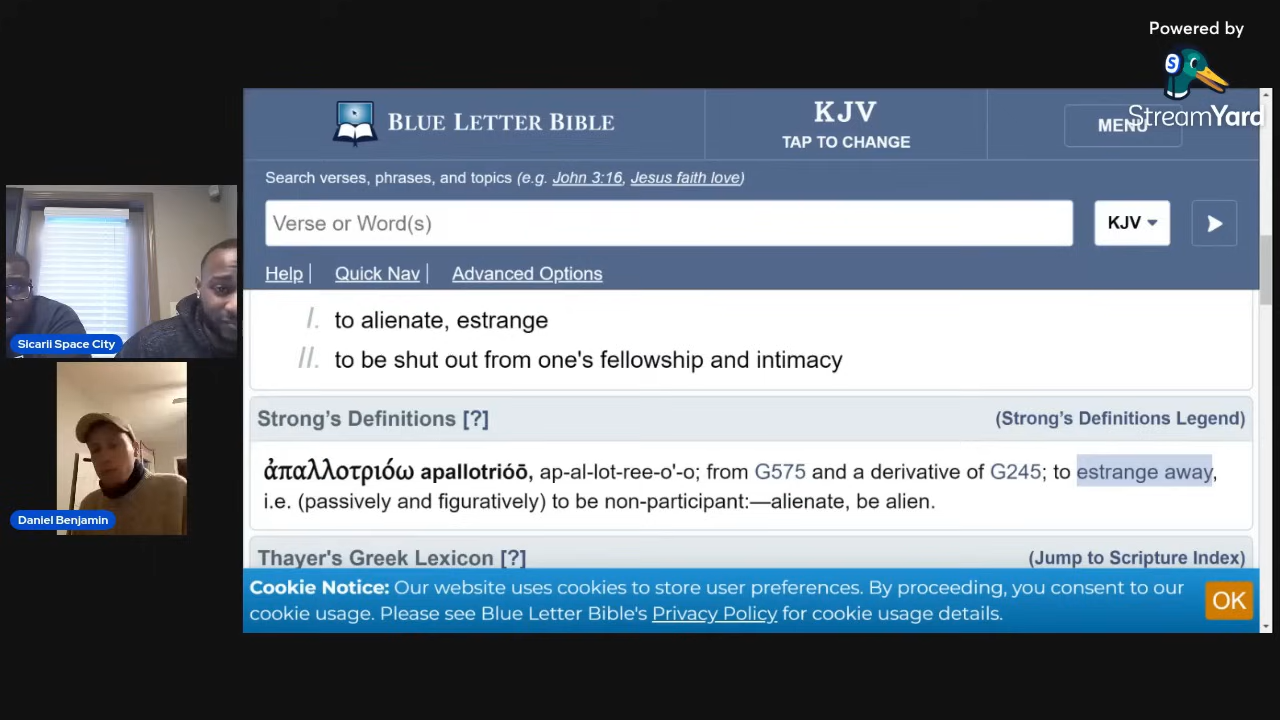 Powered by
StreamYard
BLUE LETTER BIBLE
KJV
TAP TO CHANGE
MENU
Search verses, phrases, and topics (e.g. John 3:16, Jesus faith love)
Verse or Word(s)
KJV
Help | Quick Nav | Advanced Options
I. to alienate, estrange
II. to be shut out from one's fellowship and intimacy
Strong's Definitions [?]
(Strong's Definitions Legend)
ἀπαλλοτριόω apallotrióō, ap-al-lot-ree-o'-o; from G575 and a derivative of G245; to estrange away,
i.e. (passively and figuratively) to be non-participant:—alienate, be alien.
Thayer's Greek Lexicon [?]
(Jump to Scripture Index)
Cookie Notice: Our website uses cookies to store user preferences. By proceeding, you consent to our
cookie usage. Please see Blue Letter Bible's Privacy Policy for cookie usage details.
OK
Sicarii Space City
Daniel Benjamin